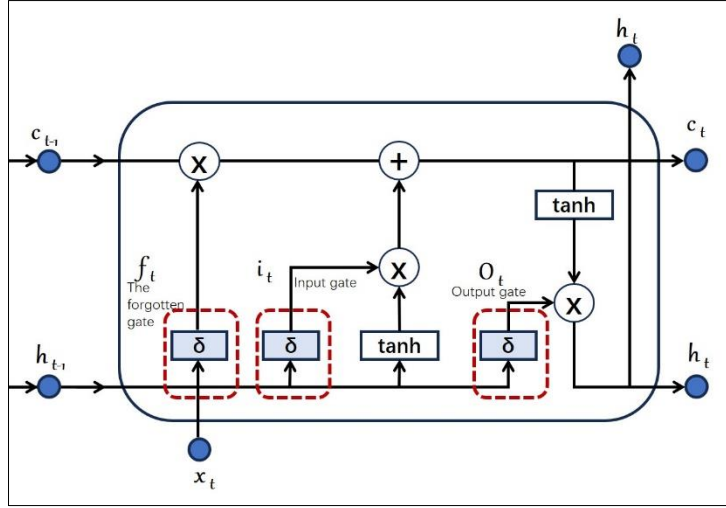 h t
c t-1
c t
X
+
tanh
f t
i t
O t
The forgotten gate
Input gate
X
Output gate
X
δ
δ
tanh
δ
h t-1
h t
x t